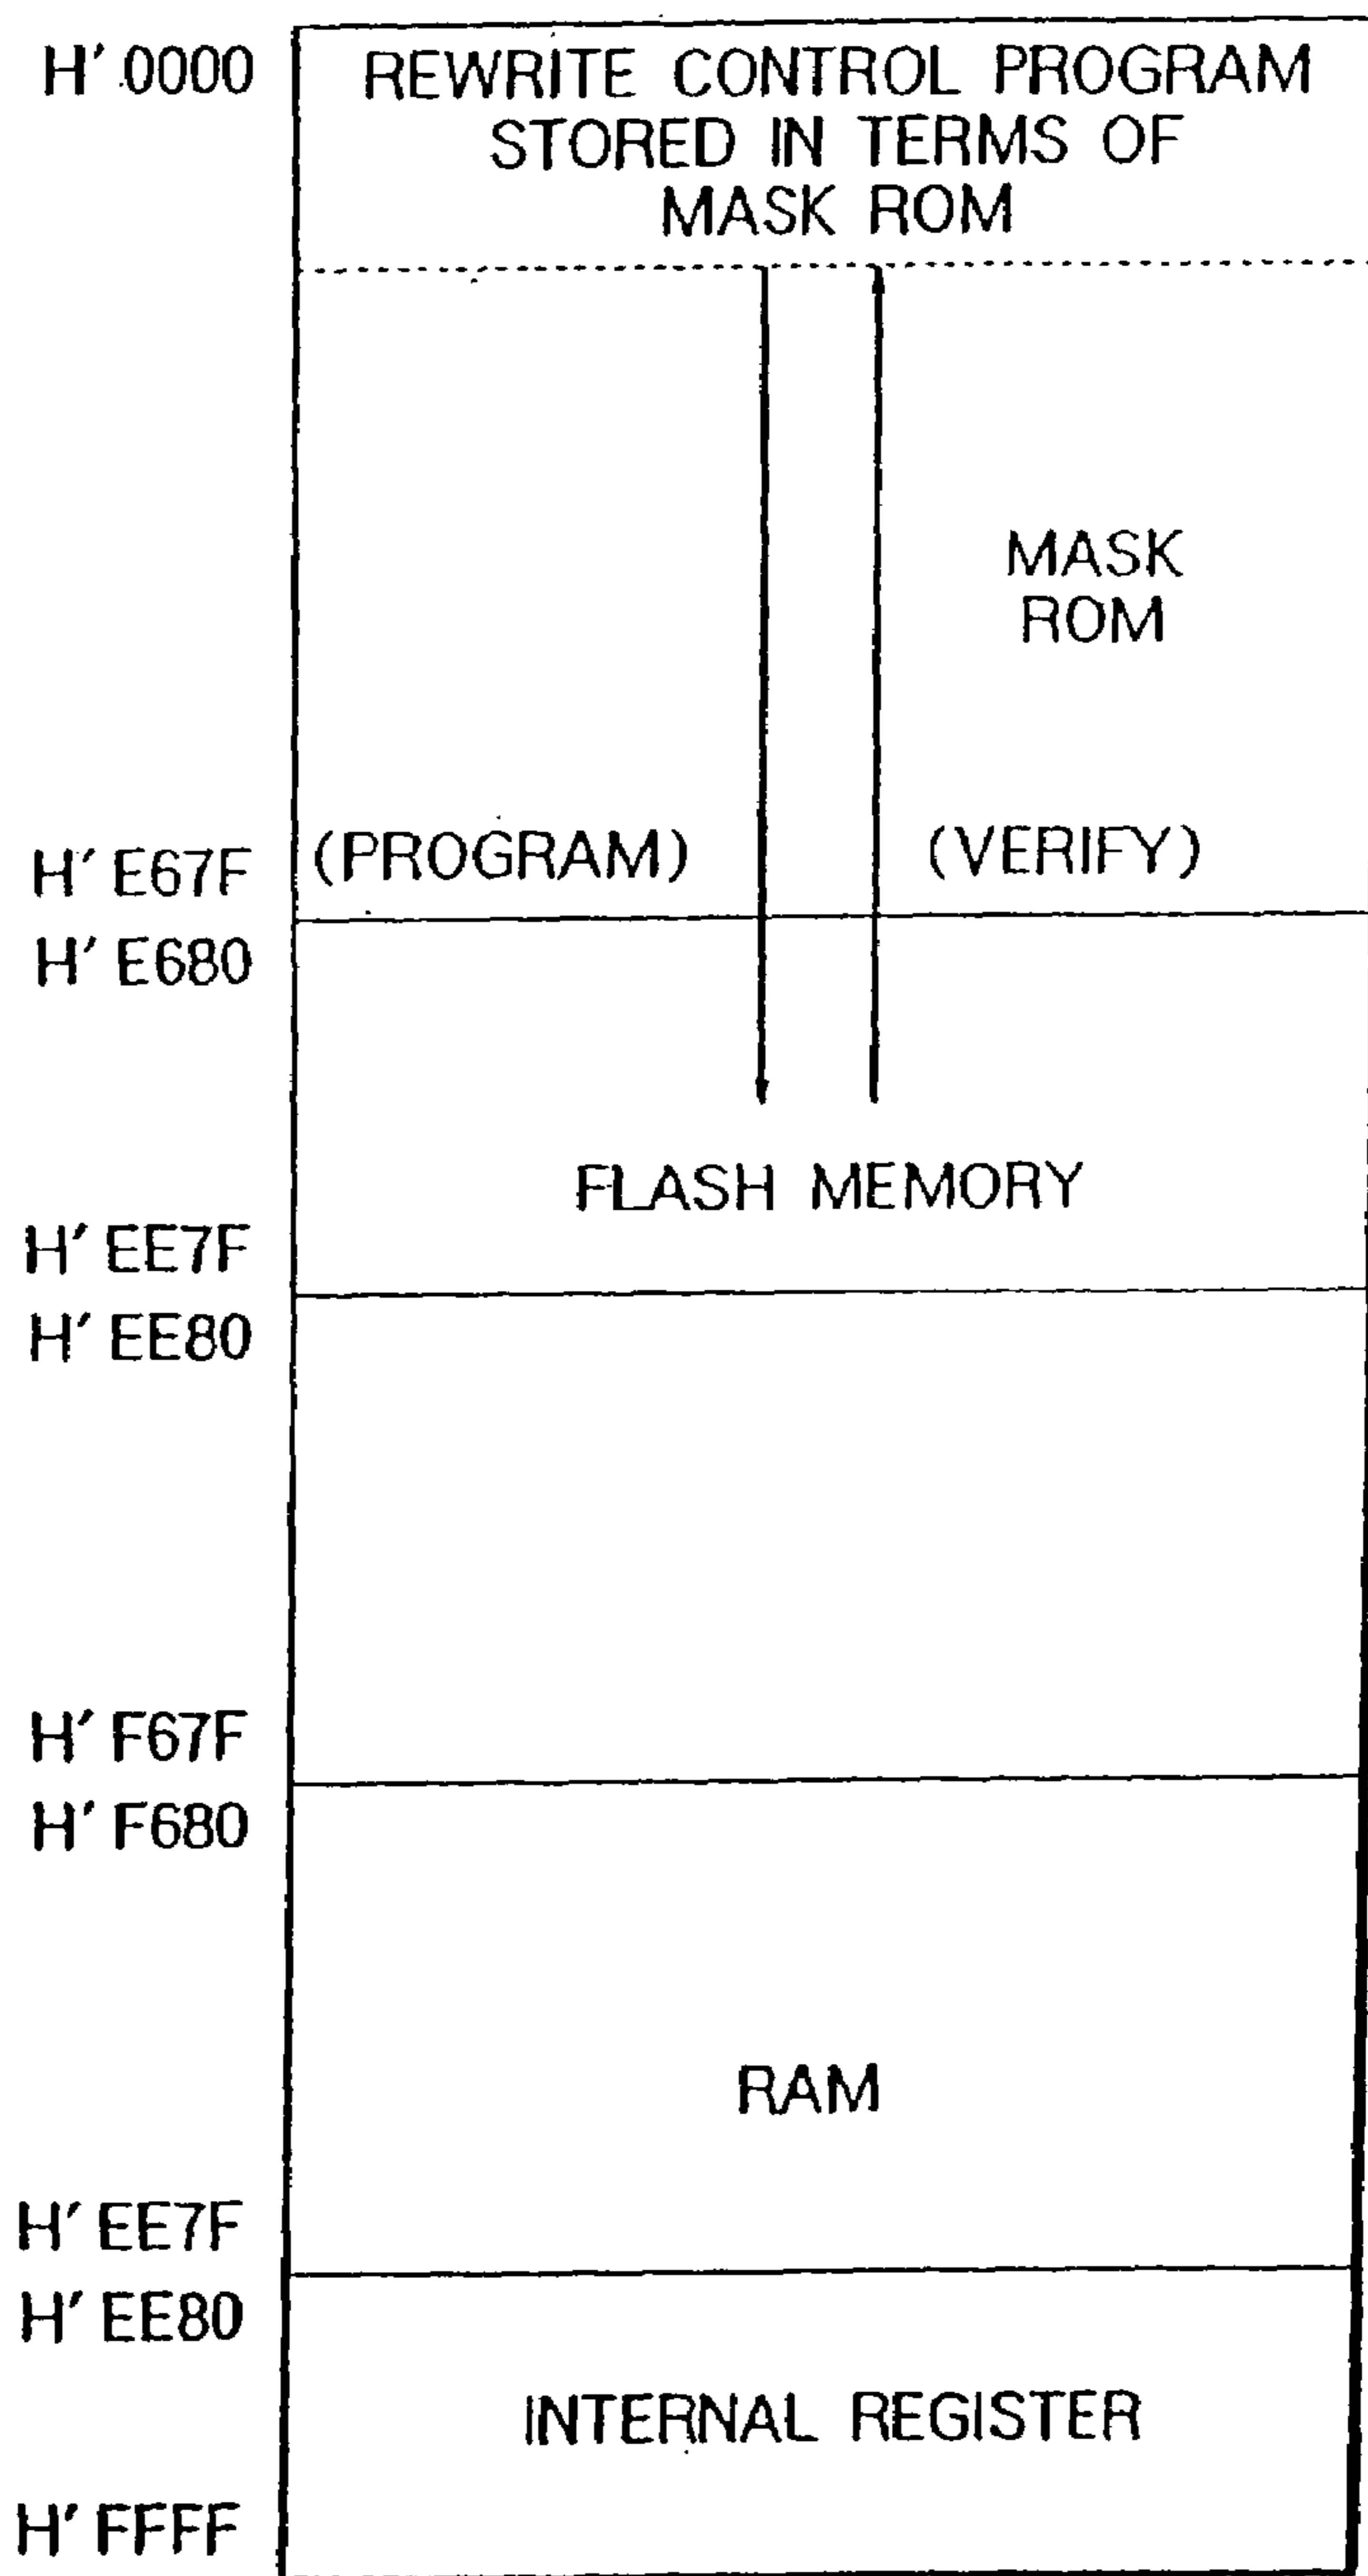 H' 0000
REWRITE CONTROL PROGRAM
STORED IN TERMS OF
MASK ROM
MASK
ROM
H' E67F
(PROGRAM)
(VERIFY)
H' E680
FLASH MEMORY
H' EE7F
H' EE80
H' F67F
H' F680
RAM
H' EE7F
H' EE80
INTERNAL REGISTER
H' FFFF